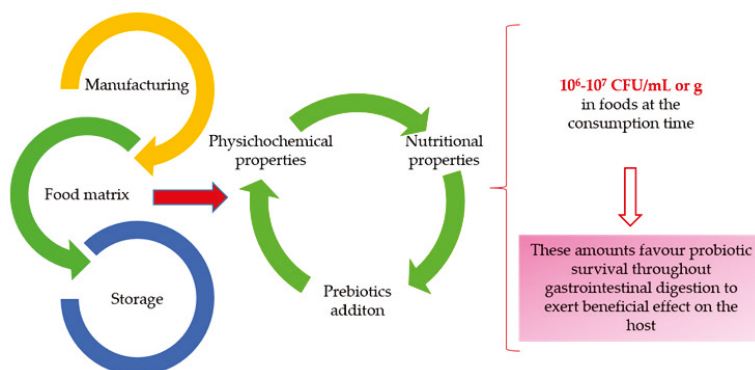 Manufacturing
Food matrix
Storage
Physichochemical
properties
Nutritional
properties
Prebiotics
additon
10⁶-10⁷ CFU/mL or g
in foods at the
consumption time
These amounts favour probiotic
survival throughout
gastrointestinal digestion to
exert beneficial effect on the
host